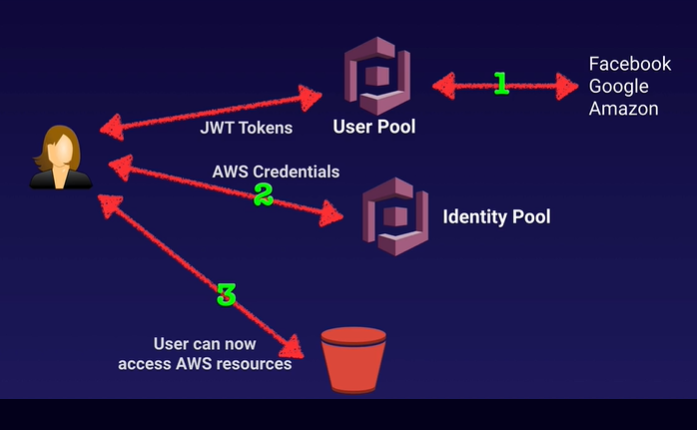 Facebook
Google
Amazon
1
JWT Tokens
User Pool
AWS Credentials
2
Identity Pool
3
User can now
access AWS resources